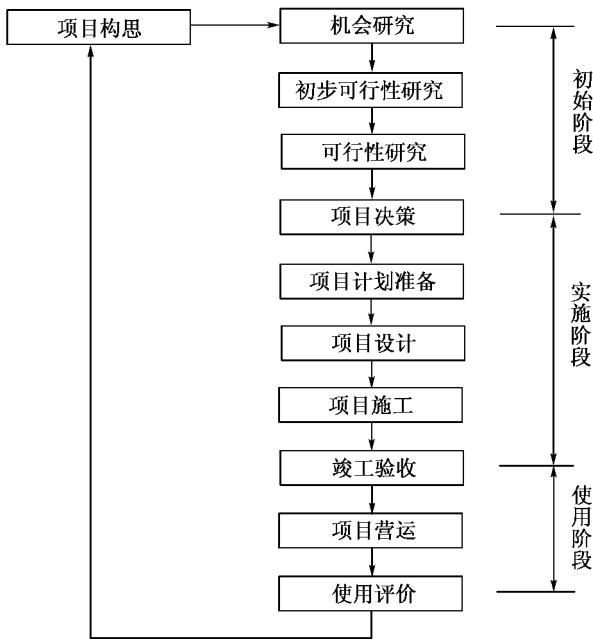 项目构思
机会研究
初步可行性研究
可行性研究
项目决策
项目计划准备
项目设计
项目施工
竣工验收
项目营运
使用评价
初始阶段
实施阶段
使用阶段